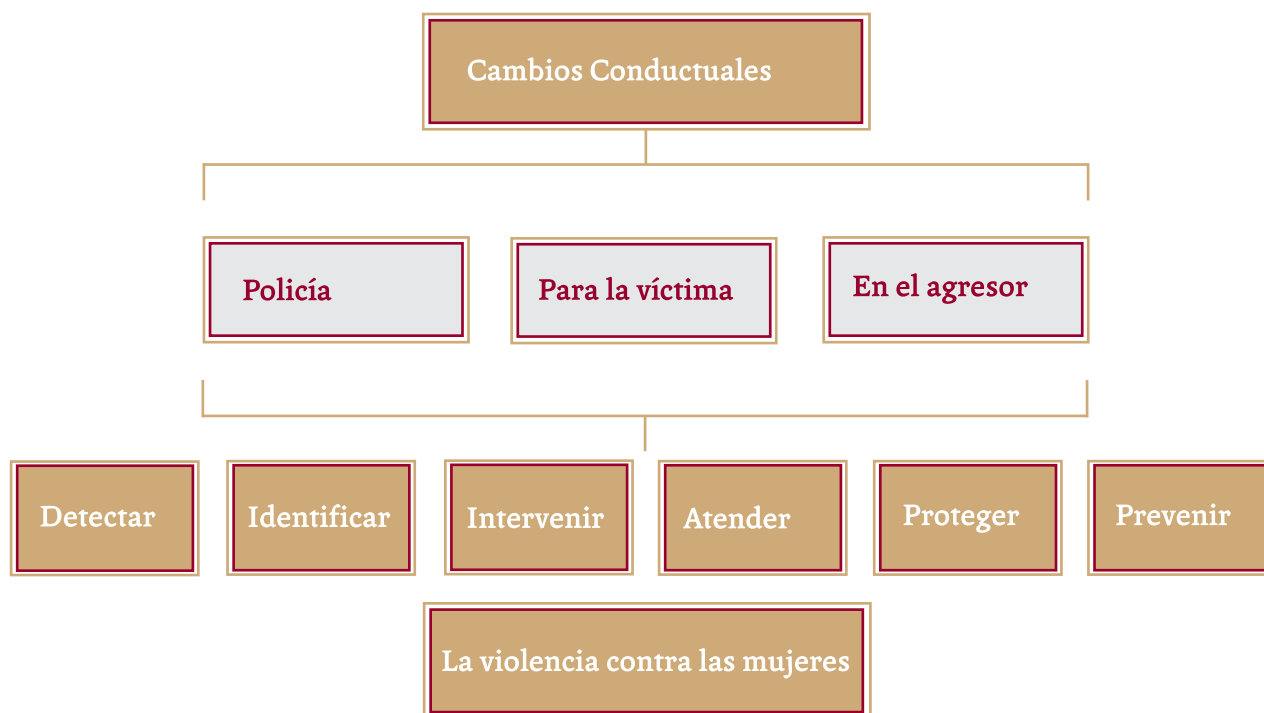 Cambios Conductuales
Policía
Para la víctima
En el agresor
Detectar
Identificar
Intervenir
Atender
Proteger
Prevenir
La violencia contra las mujeres